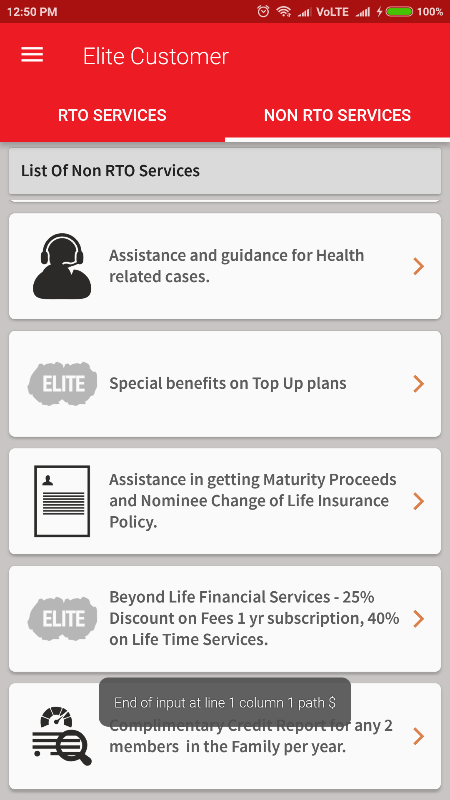 12:50 PM VoLTE 100%
Elite Customer
RTO SERVICES NON RTO SERVICES
List Of Non RTO Services
Assistance and guidance for Health
related cases.
ELITE
Special benefits on Top Up plans
Assistance in getting Maturity Proceeds
and Nominee Change of Life Insurance
Policy.
ELITE
Beyond Life Financial Services - 25%
Discount on Fees 1 yr subscription, 40%
on Life Time Services.
End of input at line 1 column 1 path $
Complimentary Credit Report for any 2
members in the Family per year.